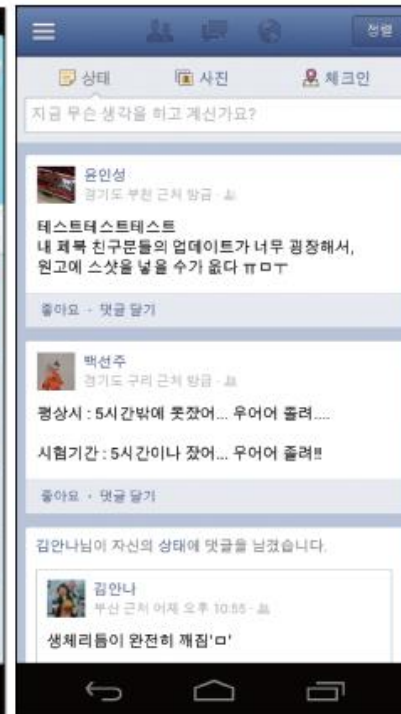 정렬
상태 사진 체크인
지금 무슨 생각을 하고 계신가요?
윤인성
경기도 부천 근처 방금
테스트테스트테스트
내 페북 친구문들의 업데이트가 너무 굉장해서,
원고에 스샷을 넣을 수가 읎다 ㅠㅁㅜ
좋아요 · 댓글 달기
백선주
경기도 구리 근처 방금
평상시 : 5시간밖에 못잤어... 우어어 졸려....
시험기간 : 5시간이나 잤어... 우어어 졸려!!
좋아요 · 댓글 달기
김안나님이 자신의 상태에 댓글을 남겼습니다.
김안나
부산 근처 어제 오후 10:55
생체리듬이 완전히 깨짐'ㅁ'